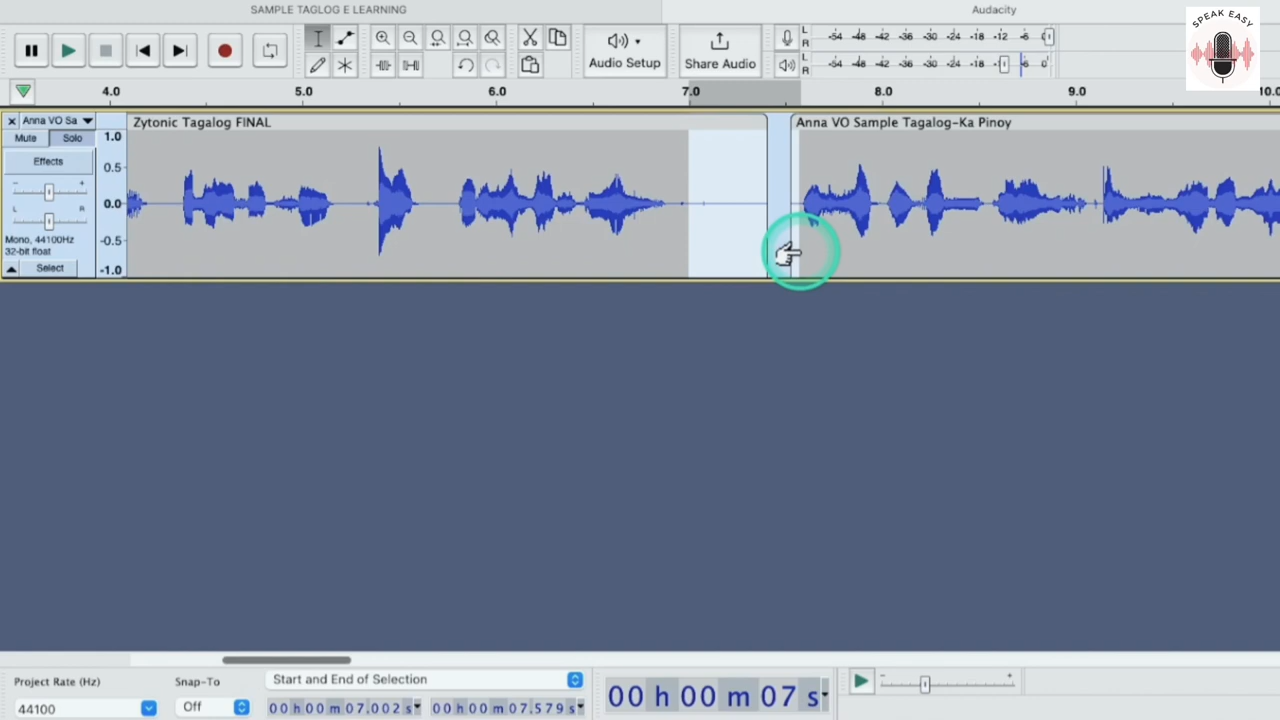 SAMPLE TAGLOG E LEARNING
Audacity
SPEAK EASY
L
R
-54 -48 -42 -36 -30 -24 -18 -12 -6 0
Audio Setup
Share Audio
L
R
-54 -48 -42 -36 -30 -24 -18 -6 0
4.0 5.0 6.0 7.0 8.0 9.0 10.0
Anna VO Sa
Zytonic Tagalog FINAL
Anna VO Sample Tagalog-Ka Pinoy
Mute Solo
Effects
- +
L R
Mono, 44100Hz
32-bit float
Select
1.0
0.5
0.0
-0.5
-1.0
Project Rate (Hz)
44100
Snap-To
Off
Start and End of Selection
00 h 00 m 07.002 s
00 h 00 m 07.579 s
00 h 00 m 07 s
- +